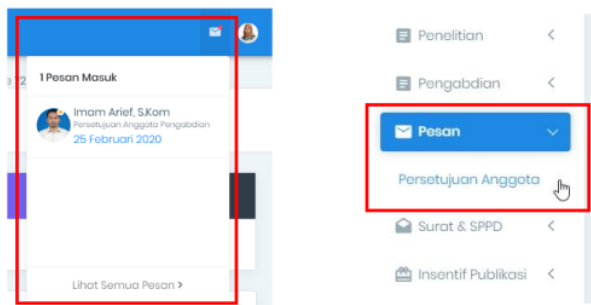 72
1 Pesan Masuk
Imam Arief, S.Kom
Persetujuan Anggota Pengabdian
25 Februari 2020
Lihat Semua Pesan >
Penelitian
Pengabdian
Pesan
Persetujuan Anggota
Surat & SPPD
Insentif Publikasi